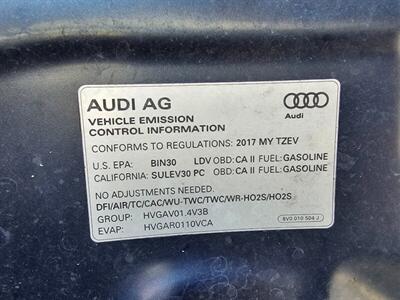 AUDI AG
Audi
VEHICLE EMISSION
CONTROL INFORMATION
CONFORMS TO REGULATIONS: 2017 MY TZEV
U.S. EPA: BIN30 LDV OBD: CA II FUEL:GASOLINE
CALIFORNIA: SULEV30 PC OBD: CA II FUEL:GASOLINE
NO ADJUSTMENTS NEEDED
DFI/AIR/TC/CAC/WU-TWC/TWC/WR-HO2S/HO2S
GROUP: HVGAV01.4V3B
EVAP: HVGAR0110VCA
8V0 010 504 J